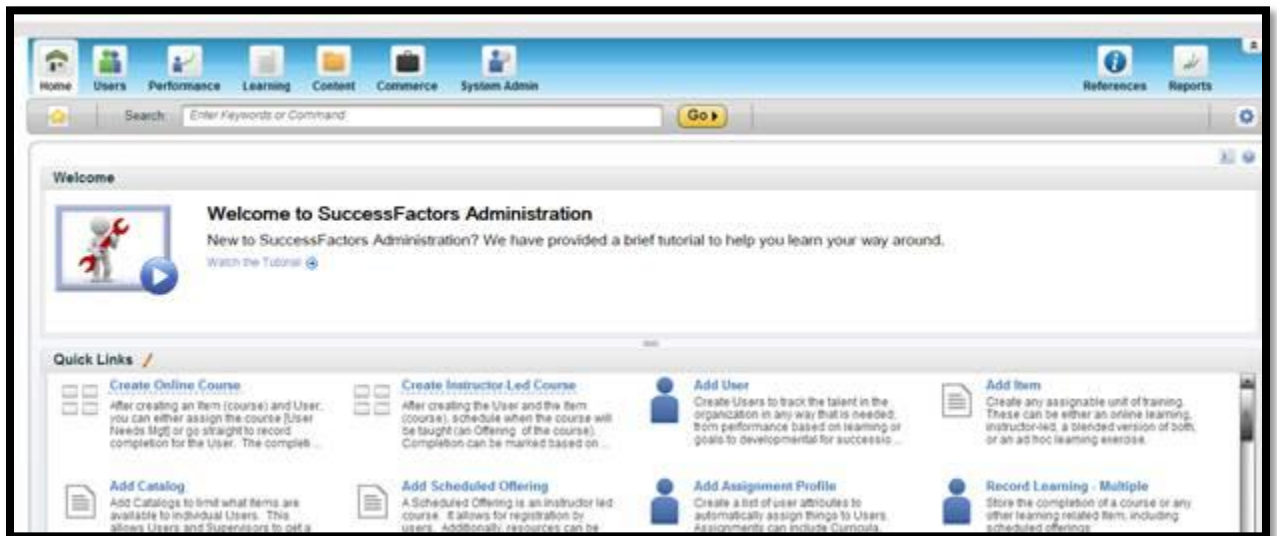 Home Users Performance Learning Content Commerce System Admin References Reports
Search Enter Keywords or Command Go
Welcome
Welcome to SuccessFactors Administration
New to SuccessFactors Administration? We have provided a brief tutorial to help you learn your way around.
Watch the Tutorial
Quick Links
Create Online Course
After creating an Item (course) and User,
you can either assign the course [User
Needs Mgt] or go straight to record
completion for the User. The completi ...
Create Instructor-Led Course
After creating the User and the Item
(course), schedule when the course will
be taught (an Offering of the course).
Completion can be marked based on ...
Add User
Create Users to track the talent in the
organization in any way that is needed,
from performance based on learning or
goals to developmental for successio ...
Add Item
Create any assignable unit of training.
These can be either an online learning,
instructor-led, a blended version of both,
or an ad hoc learning exercise.
Add Catalog
Add Catalogs to limit what Items are
available to individual Users. This
allows Users and Supervisors to get a
Add Scheduled Offering
A Scheduled Offering is an instructor led
course. It allows for registration by
users. Additionally, resources can be
Add Assignment Profile
Create a list of user attributes to
automatically assign things to Users.
Assignments can include Curricula,
Record Learning - Multiple
Store the completion of a course or any
other learning related Item, including
scheduled offerings